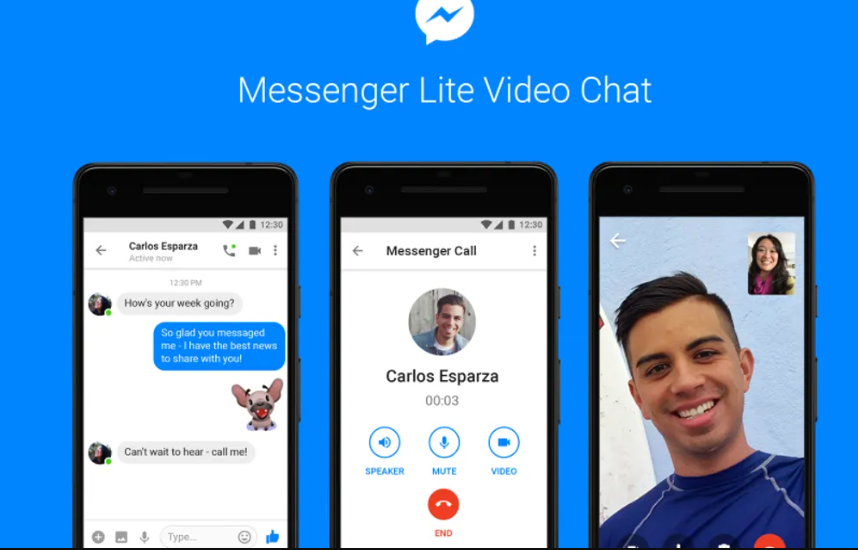 Messenger Lite Video Chat
12:30
Carlos Esparza
Active now
12:30 PM
How's your week going?
So glad you messaged
me - I have the best news
to share with you!
Can't wait to hear - call me!
Type...
12:30
Messenger Call
Carlos Esparza
00:03
SPEAKER MUTE VIDEO
END